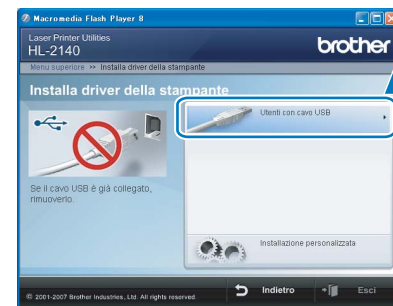 Macromedia Flash Player 8
Laser Printer Utilities
HL-2140
brother
Menu superiore >> Installa driver della stampante
Installa driver della stampante
Utenti con cavo USB
Se il cavo USB è già collegato,
rimuoverlo.
Installazione personalizzata
© 2001-2007 Brother Industries, Ltd. All rights reserved.
Indietro
Esci